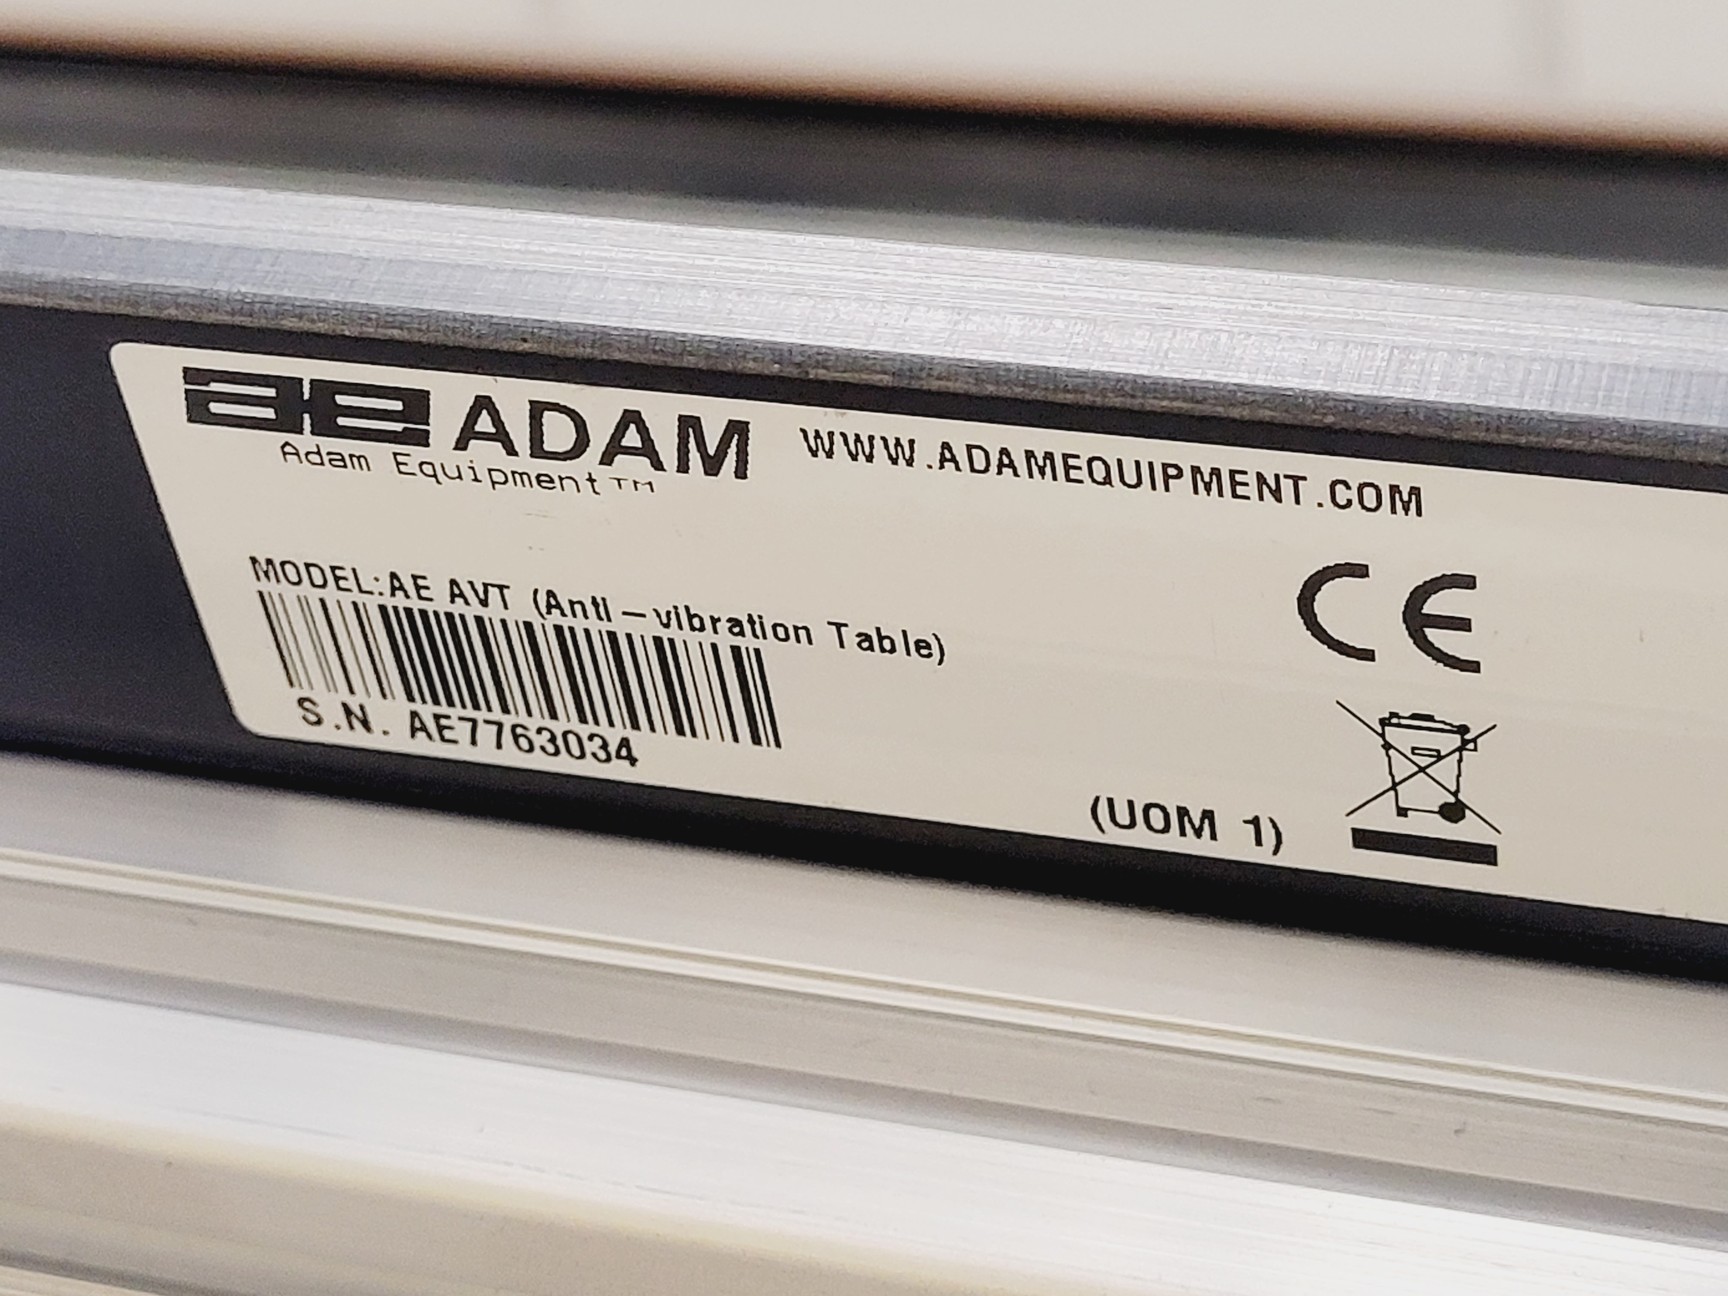 ae ADAM
Adam Equipment™
WWW.ADAMEQUIPMENT.COM
MODEL:AE AVT (Anti-vibration Table)
S.N. AE7763034
CE
(UOM 1)